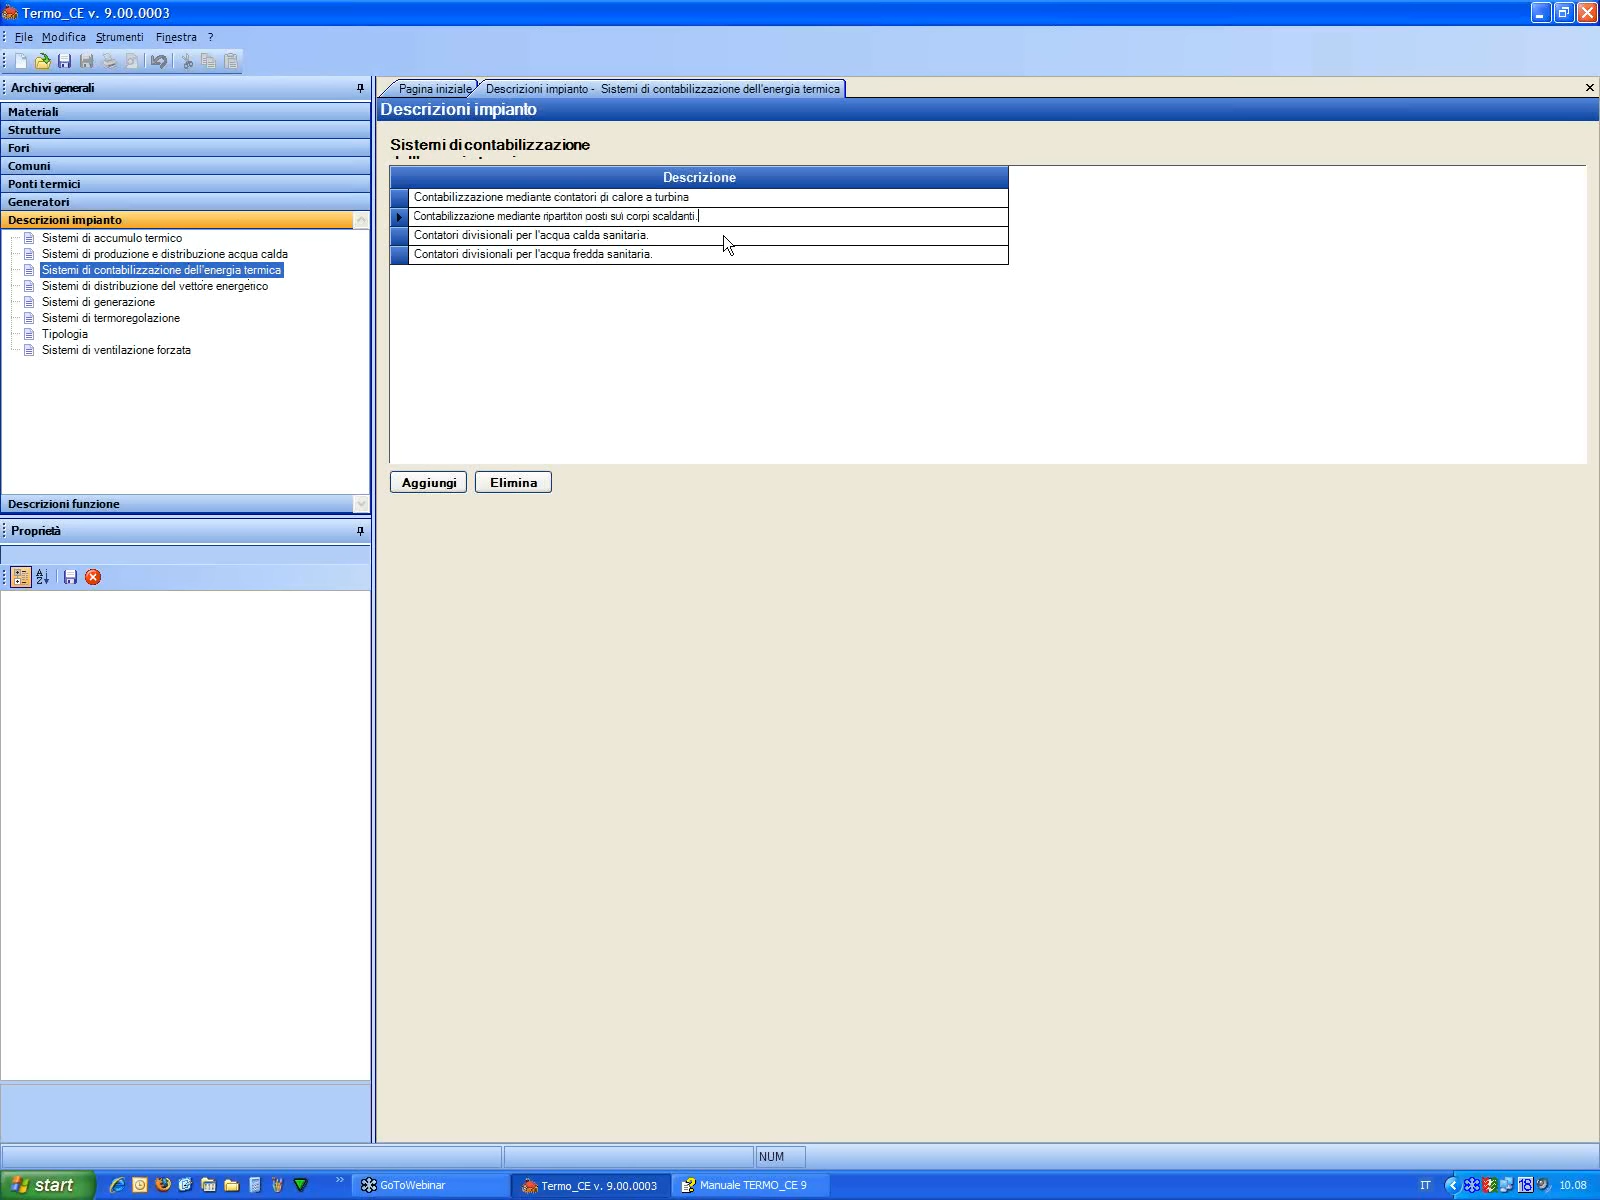 Termo_CE v. 9.00.0003
File Modifica Strumenti Finestra ?
Archivi generali
Materiali
Strutture
Fori
Comuni
Ponti termici
Generatori
Descrizioni impianto
Sistemi di accumulo termico
Sistemi di produzione e distribuzione acqua calda
Sistemi di contabilizzazione dell'energia termica
Sistemi di distribuzione del vettore energetico
Sistemi di generazione
Sistemi di termoregolazione
Tipologia
Sistemi di ventilazione forzata
Descrizioni funzione
Proprietà
Pagina iniziale
Descrizioni impianto - Sistemi di contabilizzazione dell'energia termica
Descrizioni impianto
Sistemi di contabilizzazione
Descrizione
Contabilizzazione mediante contatori di calore a turbina
Contabilizzazione mediante ripartitori posti sui corpi scaldanti.
Contatori divisionali per l'acqua calda sanitaria.
Contatori divisionali per l'acqua fredda sanitaria.
Aggiungi Elimina
NUM
start
GoToWebinar
Termo_CE v. 9.00.0003
Manuale TERMO_CE 9
IT
18
10.08